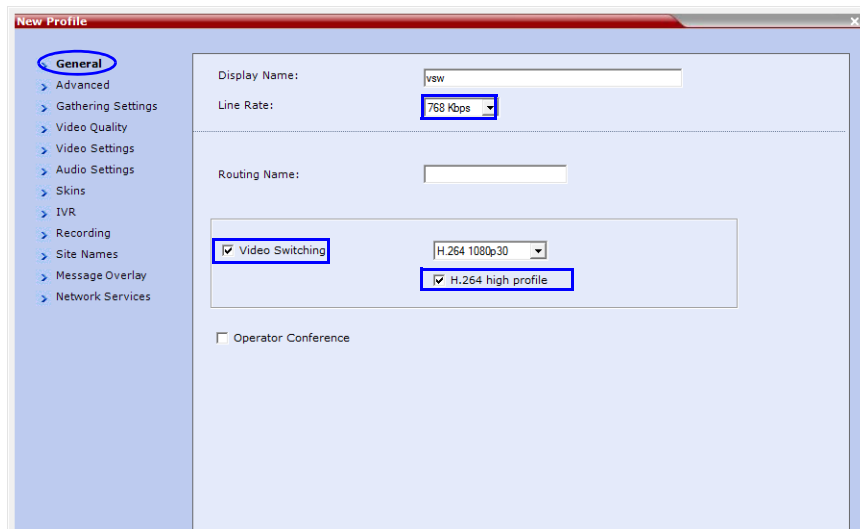 New Profile
General
Advanced
Gathering Settings
Video Quality
Video Settings
Audio Settings
Skins
IVR
Recording
Site Names
Message Overlay
Network Services
Display Name: vsw
Line Rate: 768 Kbps
Routing Name:
Video Switching H.264 1080p30
H.264 high profile
Operator Conference